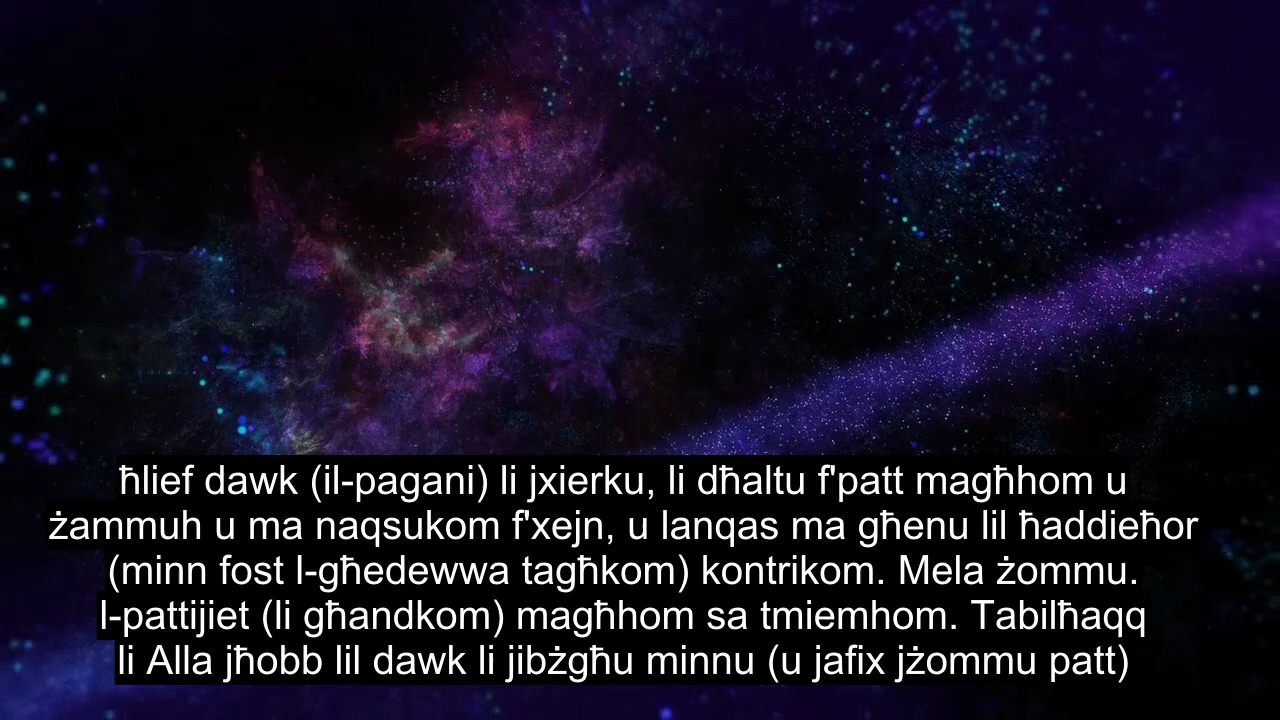 ħlief dawk (il-pagani) li jxierku, li dħaltu f'patt magħhom u
żammuh u ma naqsukom f'xejn, u lanqas ma għenu lil ħaddieħor
(minn fost l-għedewwa tagħkom) kontrikom. Mela żommu.
l-pattijiet (li għandkom) magħhom sa tmiemhom. Tabilħaqq
li Alla jħobb lil dawk li jibżgħu minnu (u jafix jżommu patt)